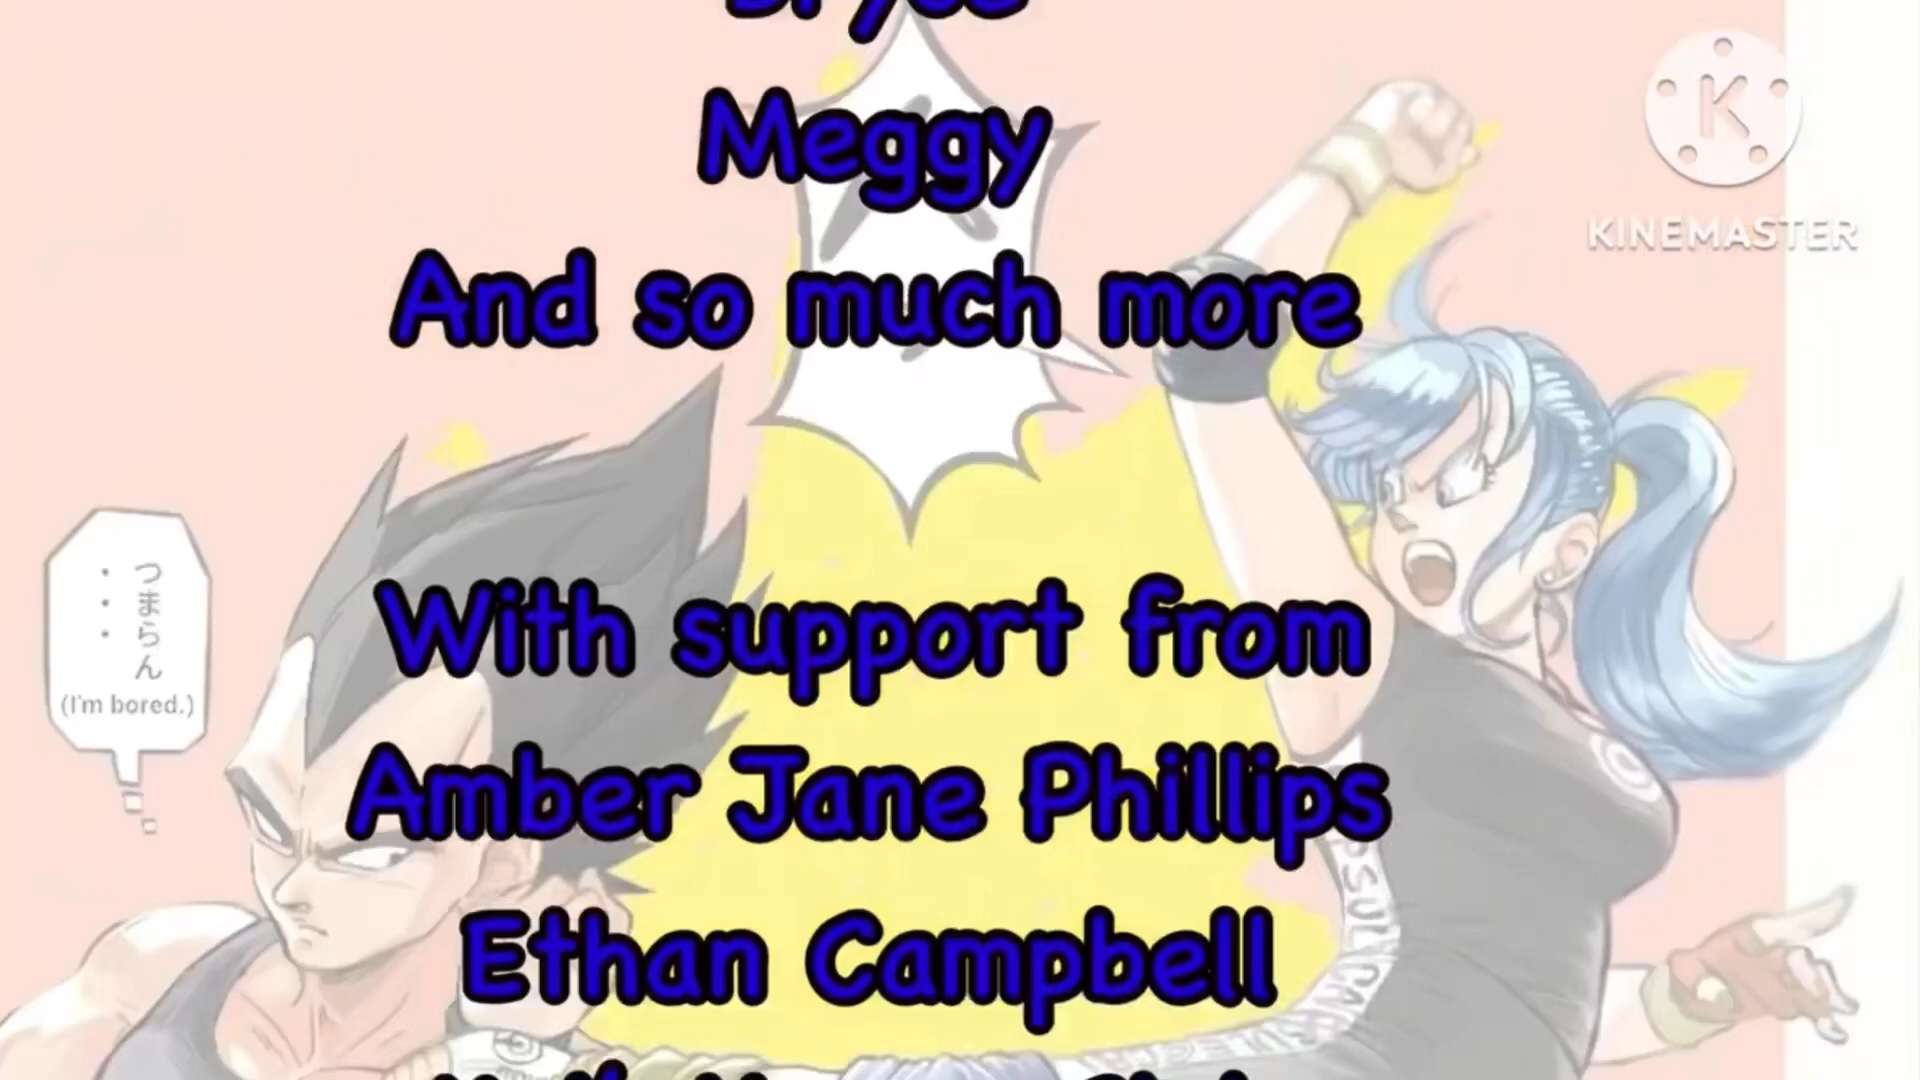 Meggy
K
KINEMASTER
And so much more
つまらん
・・・
(I'm bored.)
With support from
Amber Jane Phillips
Ethan Campbell